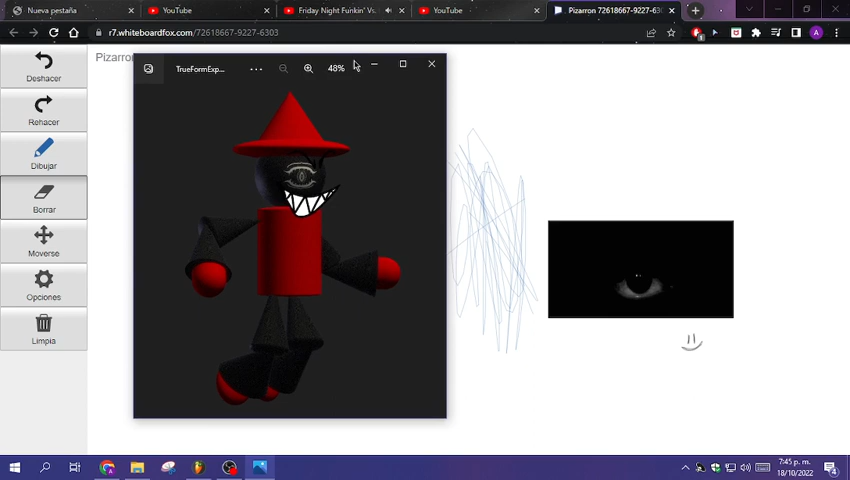 Nueva pestaña
YouTube
Friday Night Funkin' Vs.
YouTube
Pizarron 72618667-9227-63
r7.whiteboardfox.com/72618667-9227-6303
Pizarron
Deshacer
Rehacer
Dibujar
Borrar
Moverse
Opciones
Limpia
TrueFormExp...
48%
7:45 p. m.
18/10/2022
4